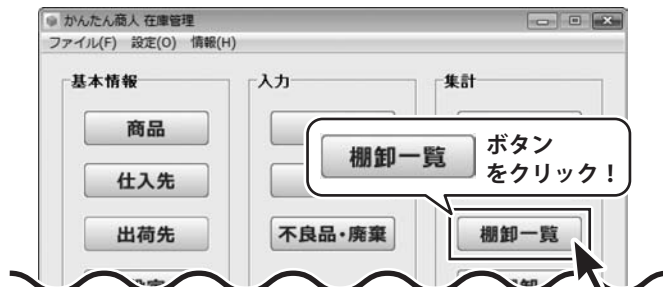 かんたん商人 在庫管理
ファイル(F) 設定(O) 情報(H)
基本情報 入力 集計
商品
棚卸一覧 ボタン
をクリック！
仕入先
出荷先 不良品・廃棄 棚卸一覧